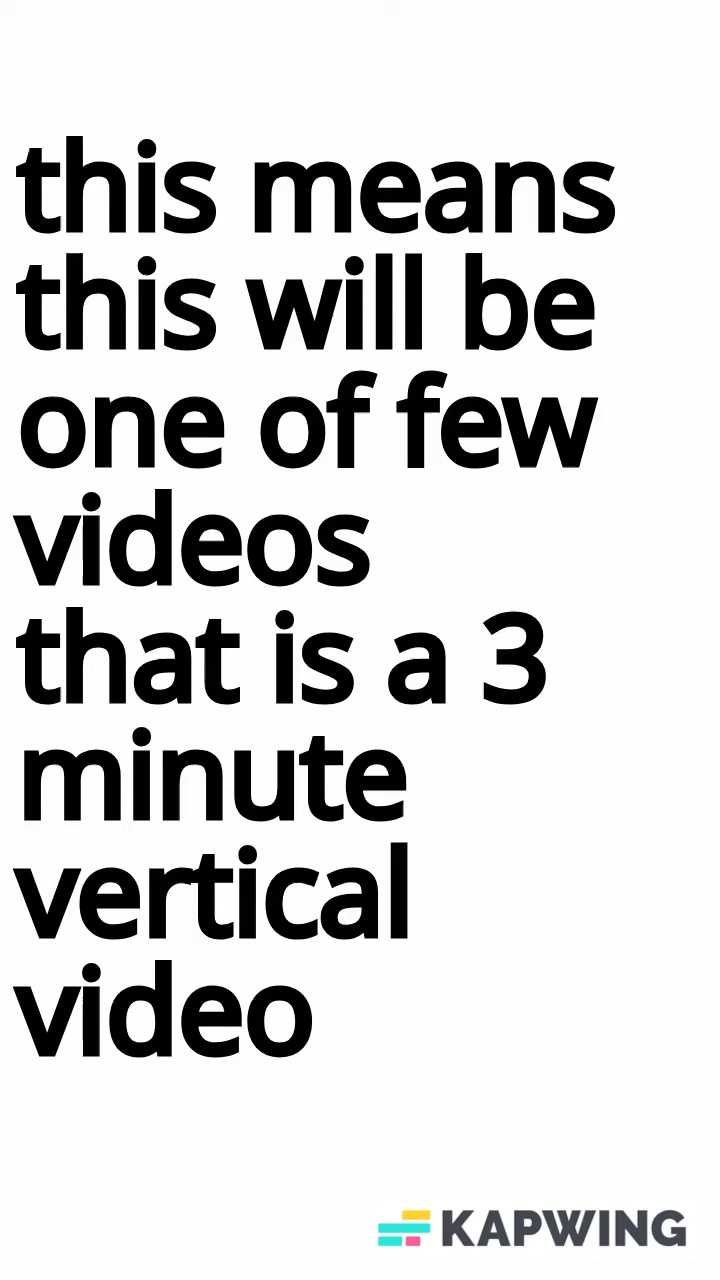 this means
this will be
one of few
videos
that is a 3
minute
vertical
video
KAPWING